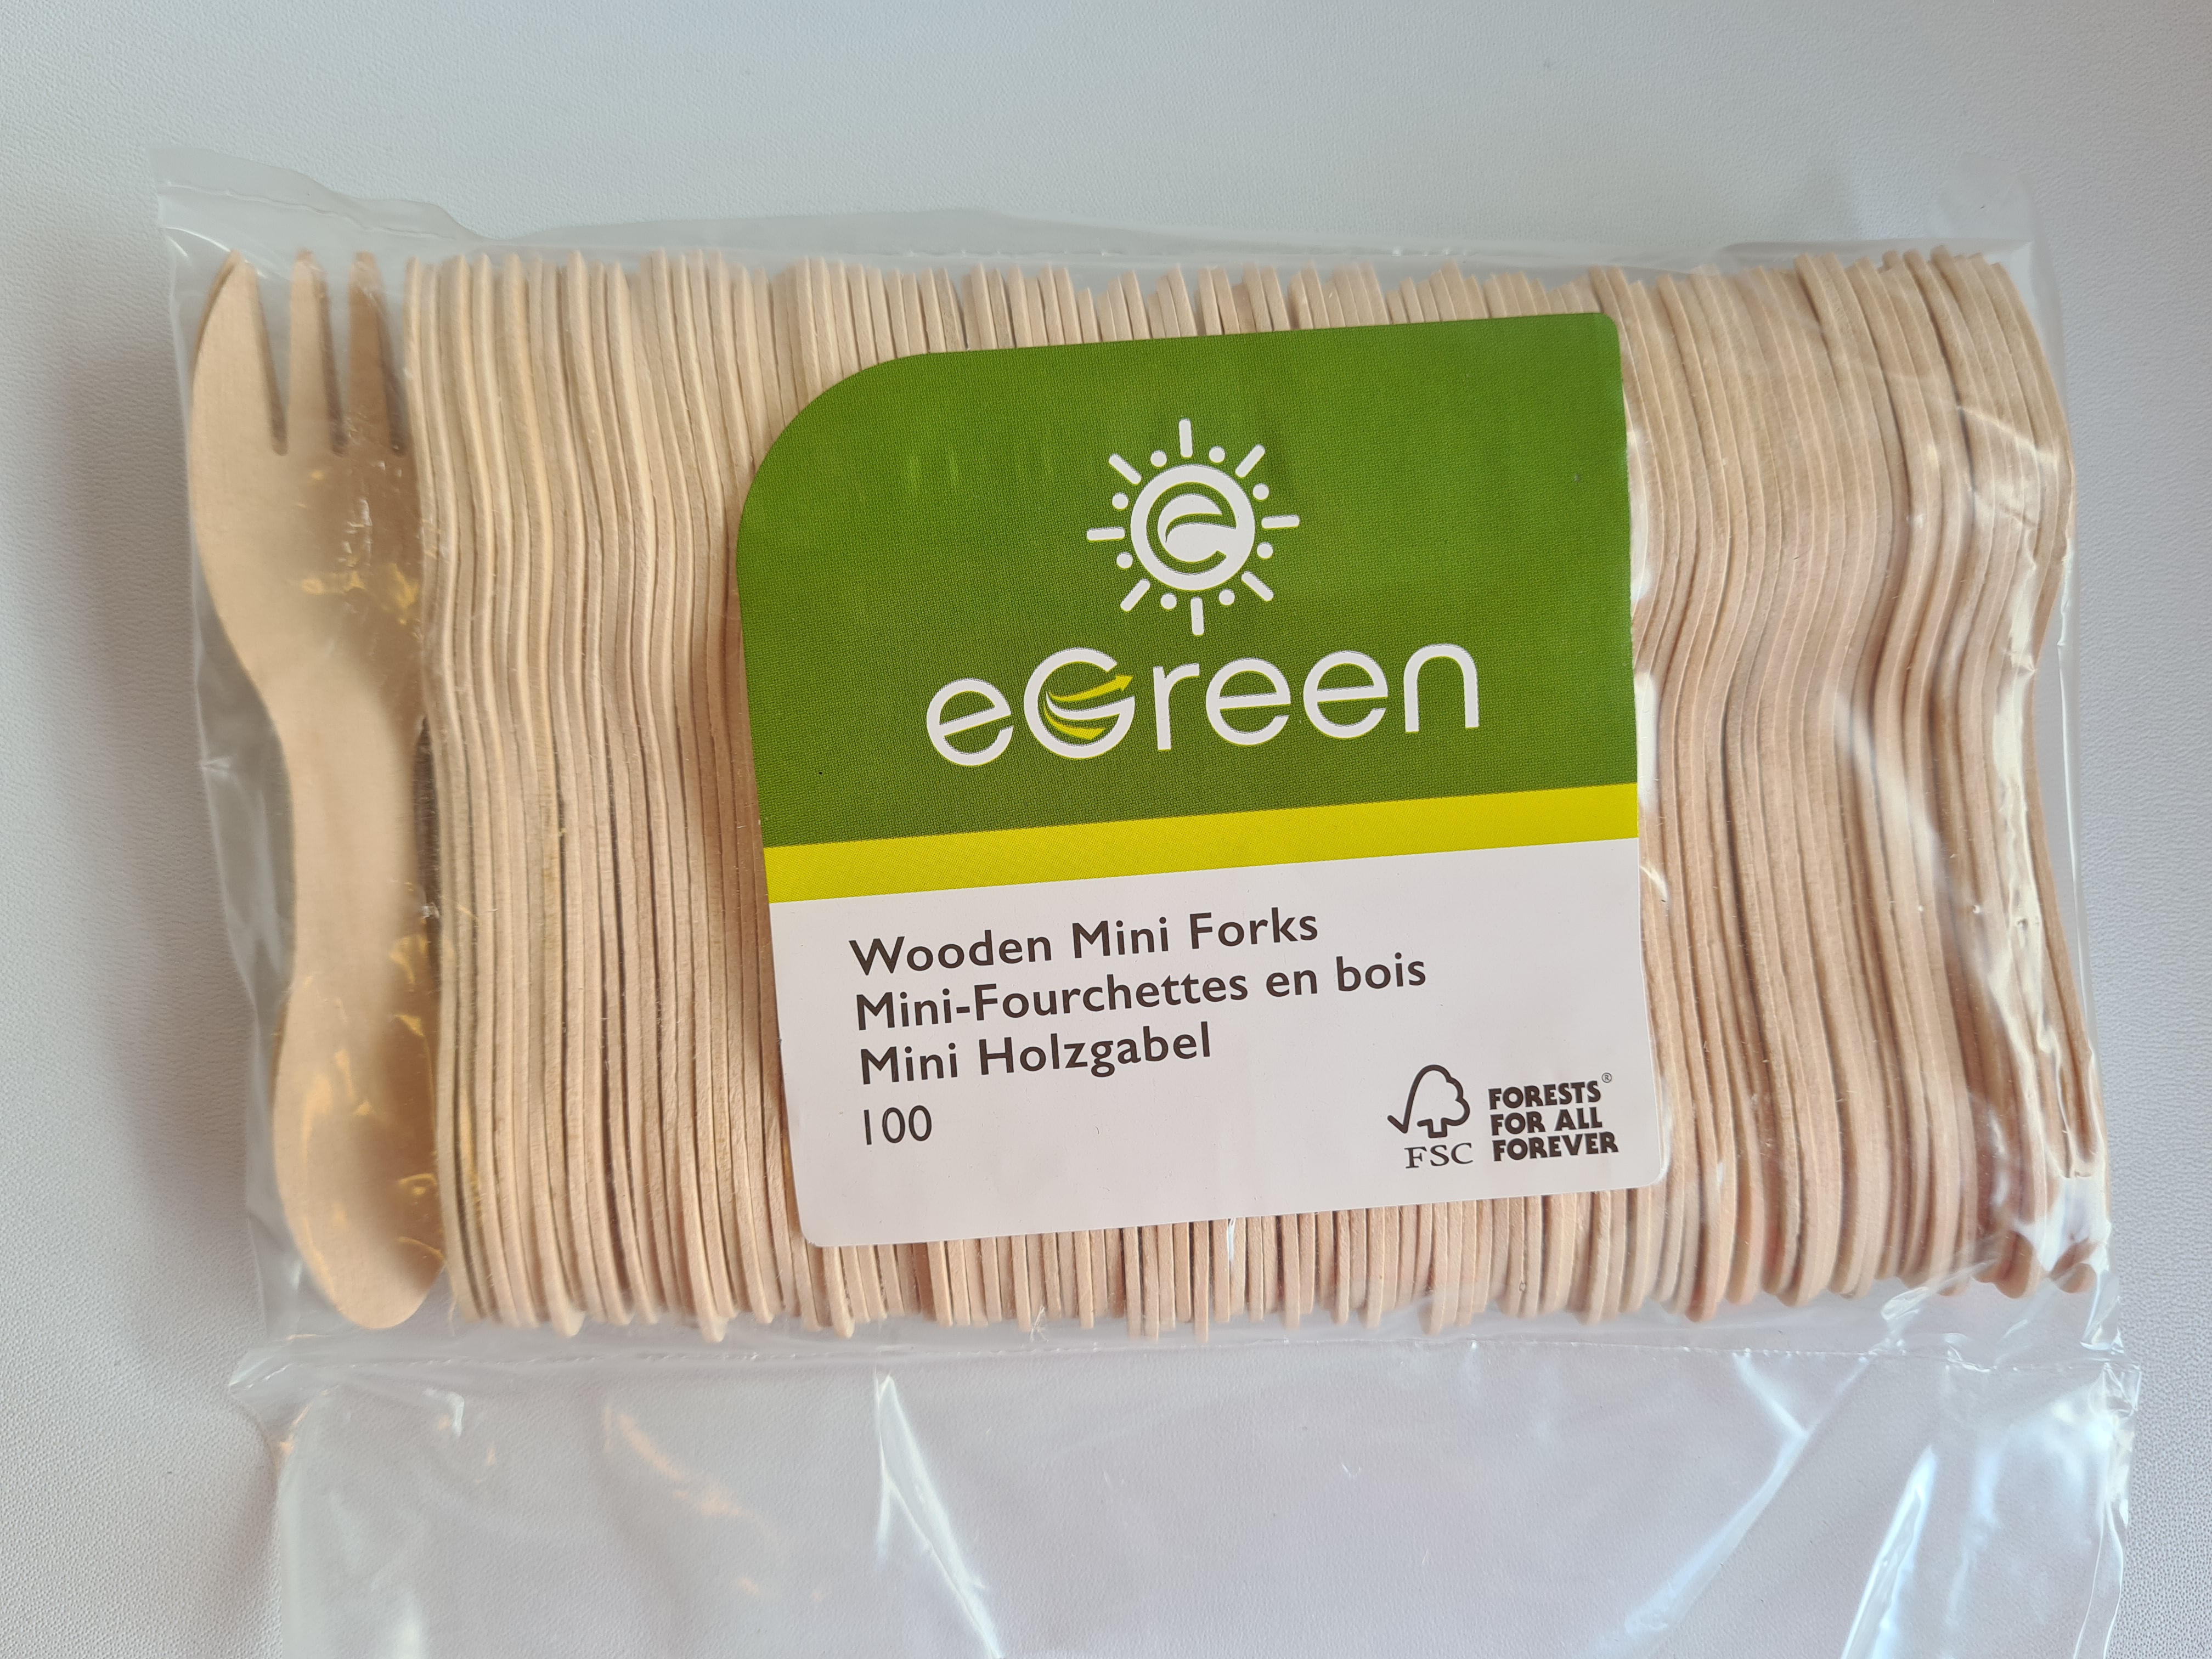 e
eGreen
Wooden Mini Forks
Mini-Fourchettes en bois
Mini Holzgabel
100
FSC
FORESTS®
FOR ALL
FOREVER